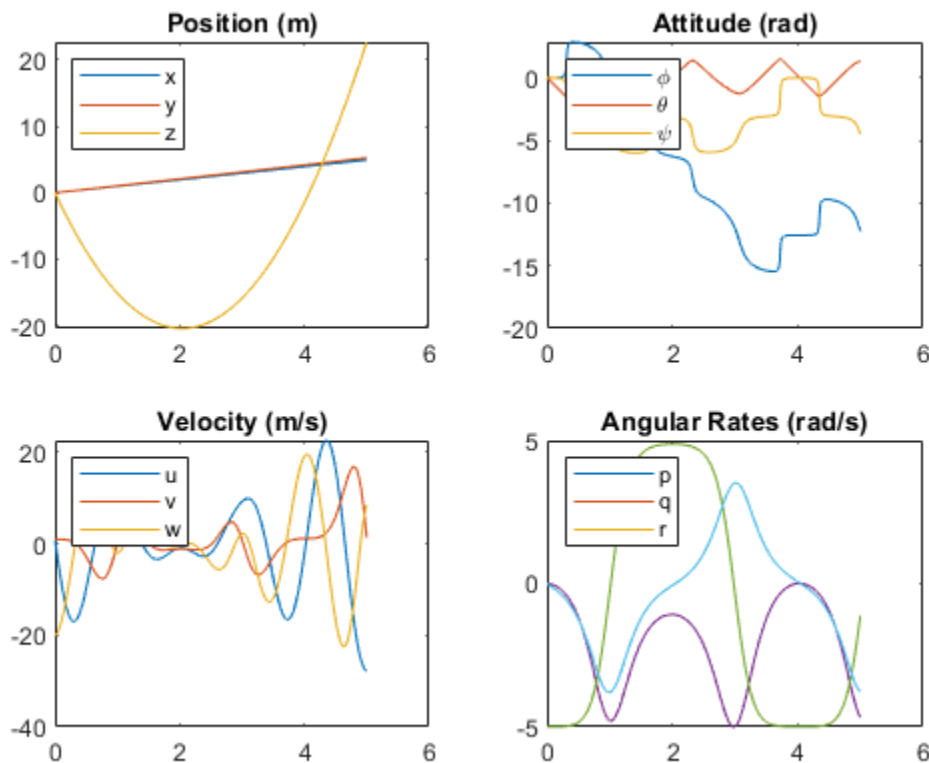 Position (m)
20
10
0
-10
-20
0
2
4
6
x
y
z
Attitude (rad)
0
-5
-10
-15
-20
0
2
4
6
ϕ
θ
ψ
Velocity (m/s)
20
0
-20
-40
0
2
4
6
u
v
w
Angular Rates (rad/s)
5
0
-5
0
2
4
6
p
q
r